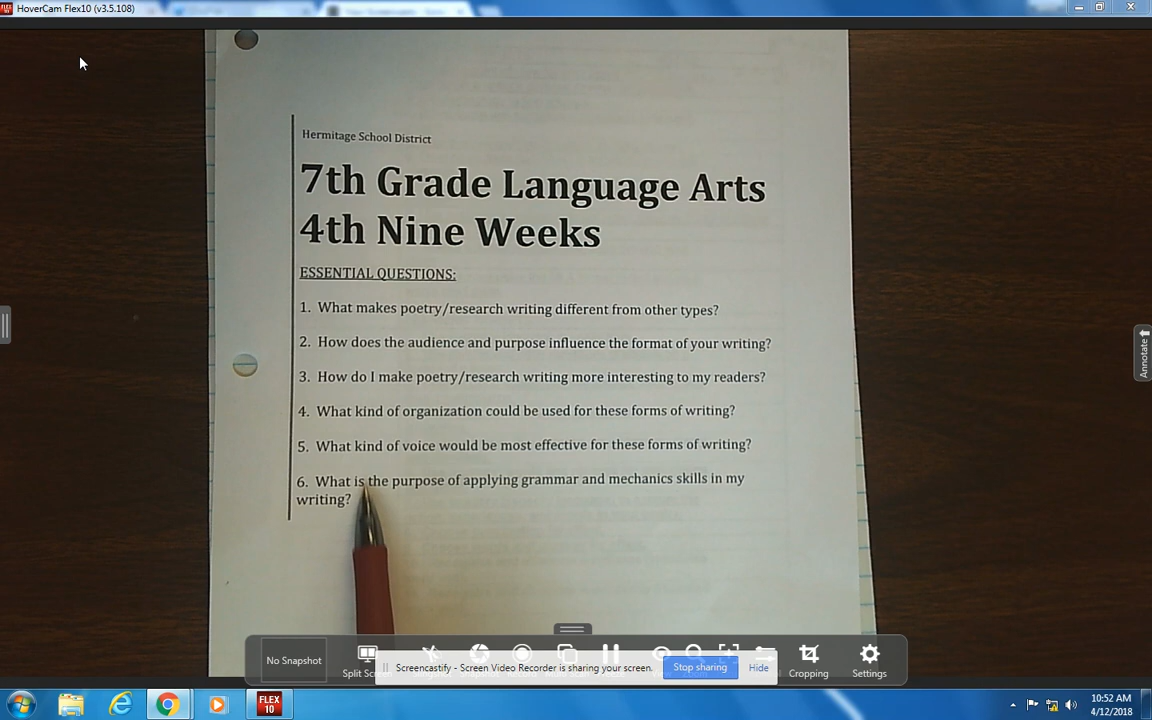 HoverCam Flex10 (v3.5.108)
Hermitage School District
7th Grade Language Arts
4th Nine Weeks
ESSENTIAL QUESTIONS:
1. What makes poetry/research writing different from other types?
2. How does the audience and purpose influence the format of your writing?
3. How do I make poetry/research writing more interesting to my readers?
4. What kind of organization could be used for these forms of writing?
5. What kind of voice would be most effective for these forms of writing?
6. What is the purpose of applying grammar and mechanics skills in my
writing?
Annotate
No Snapshot
Split Screen
Cropping
Settings
Screencastify - Screen Video Recorder is sharing your screen.
Stop sharing
Hide
FLEX
10
10:52 AM
4/12/2018